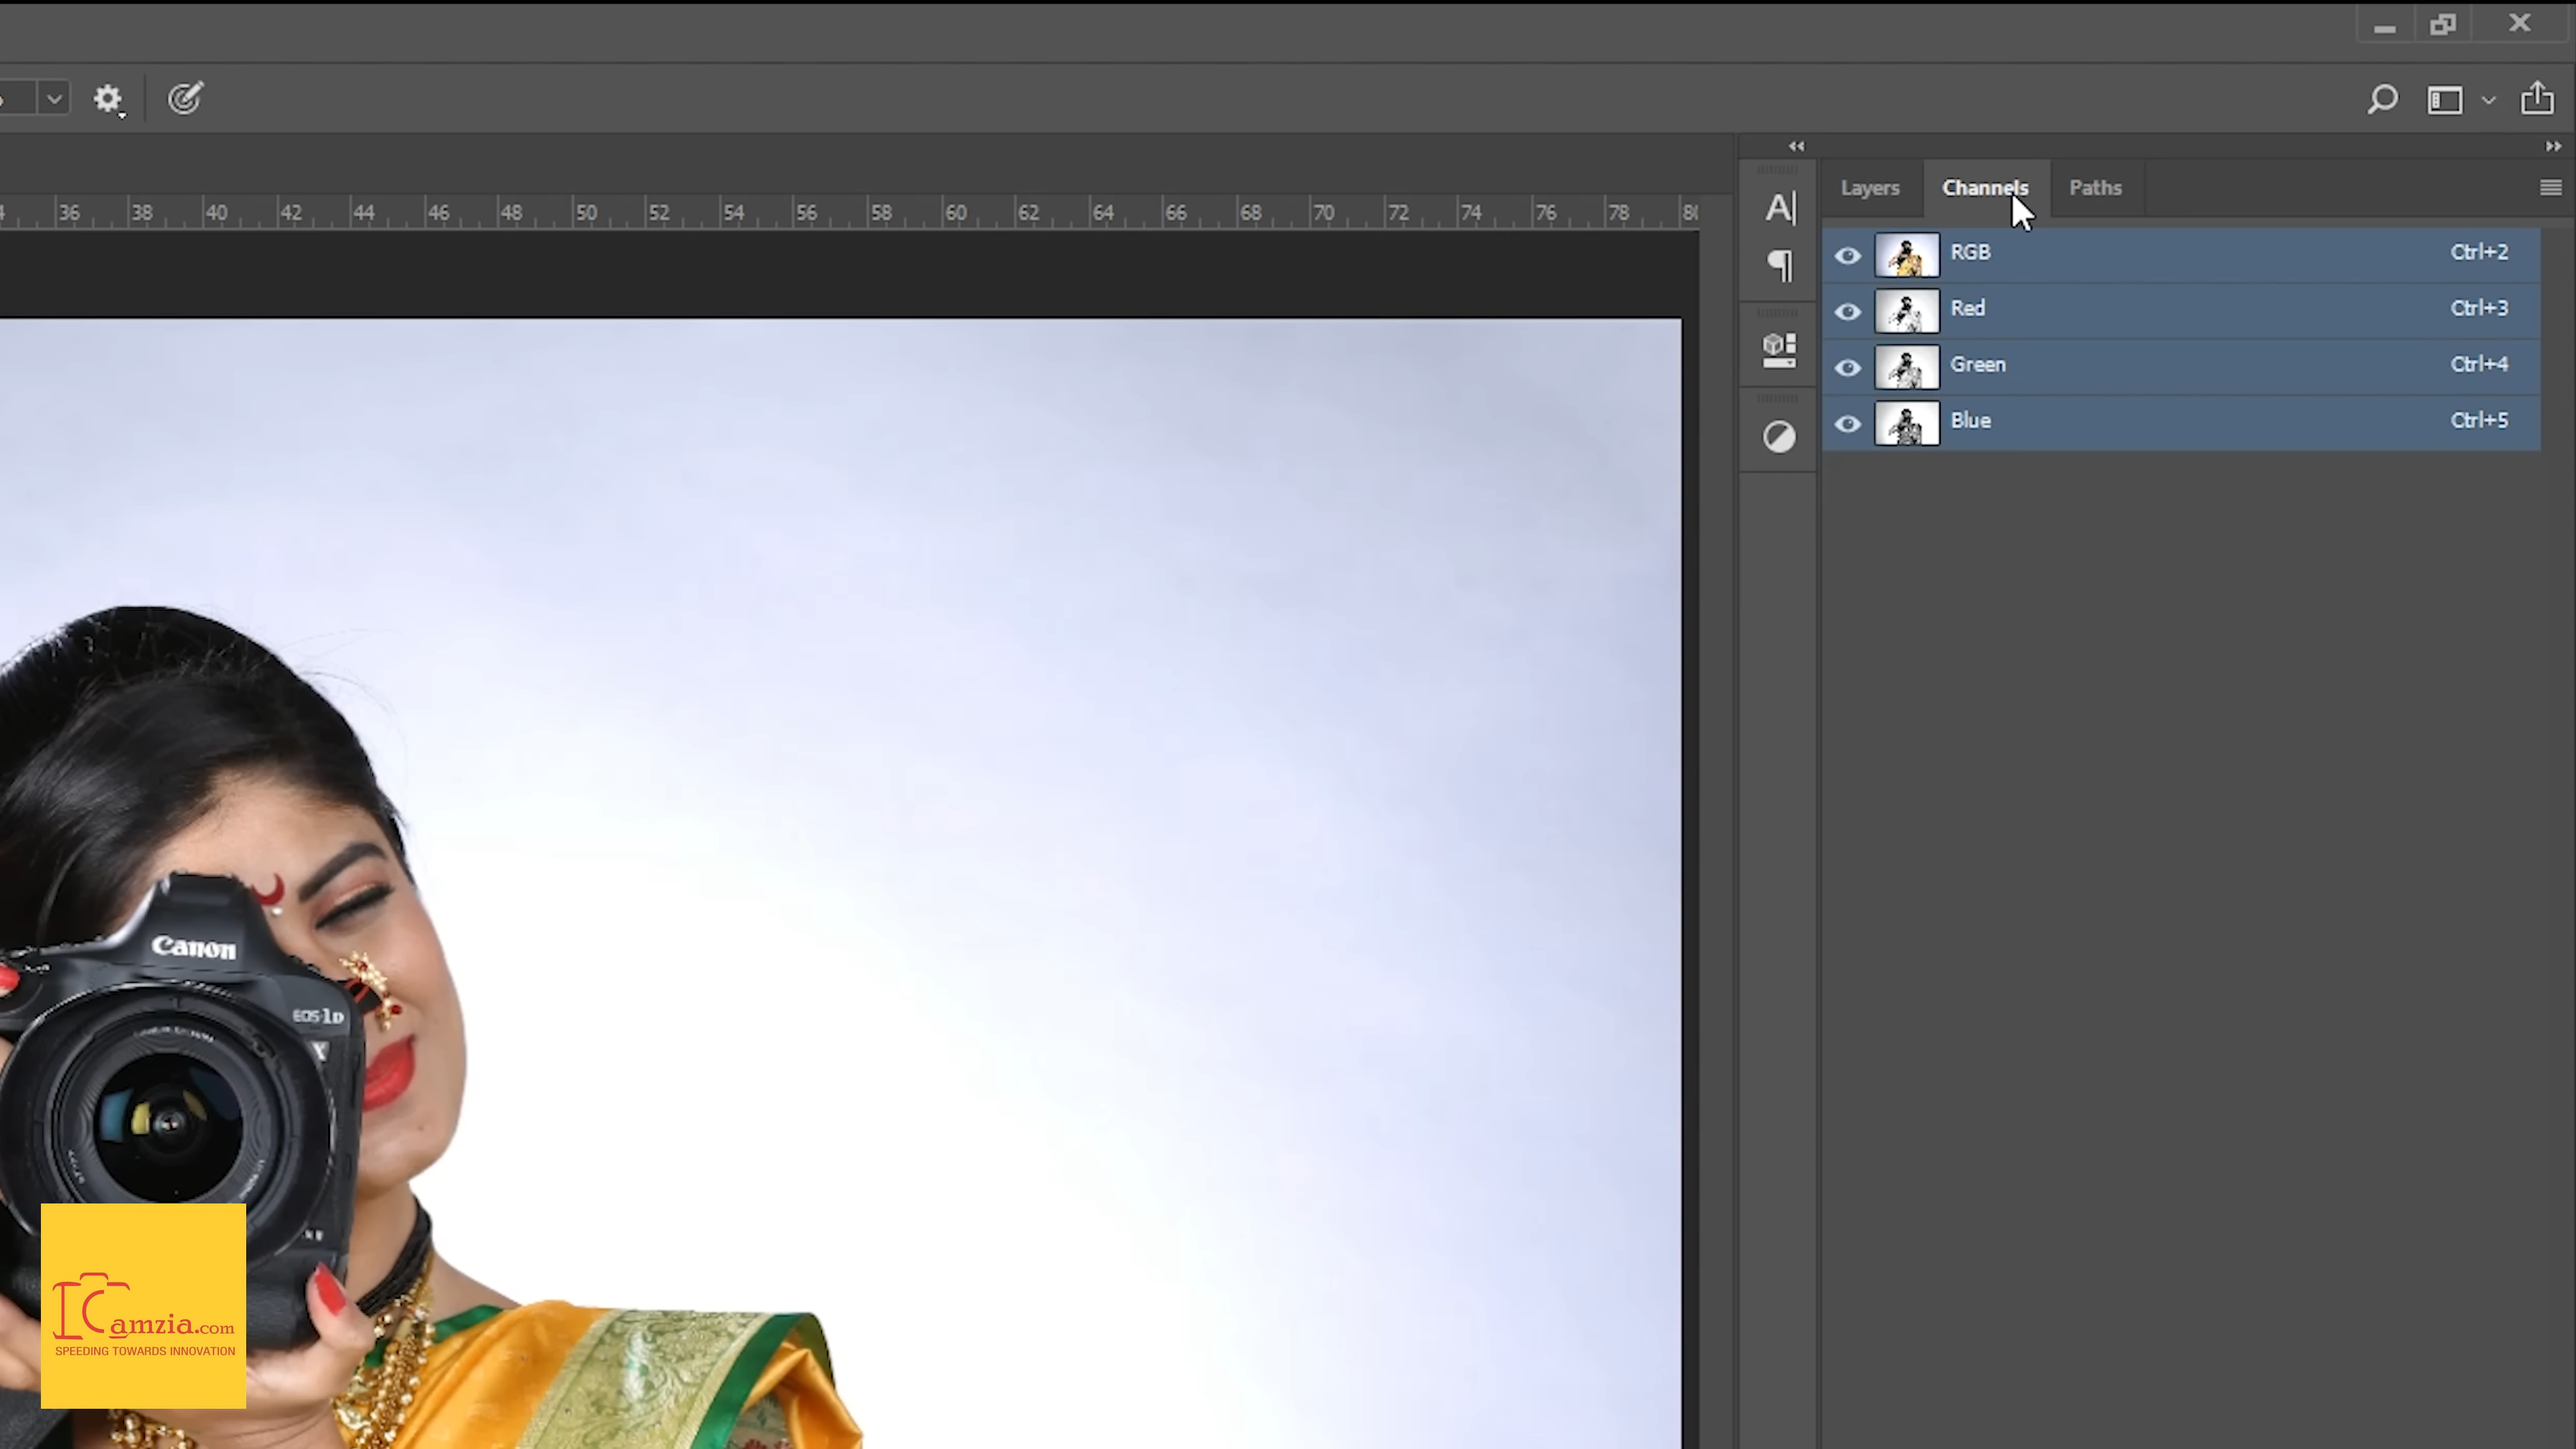 36 38 40 42 44 46 48 50 52 54 56 58 60 62 64 66 68 70 72 74 76 78
A
Layers Channels Paths
RGB Ctrl+2
Red Ctrl+3
Green Ctrl+4
Blue Ctrl+5
Canon
EOS-1D
X
ICamzia.com
SPEEDING TOWARDS INNOVATION